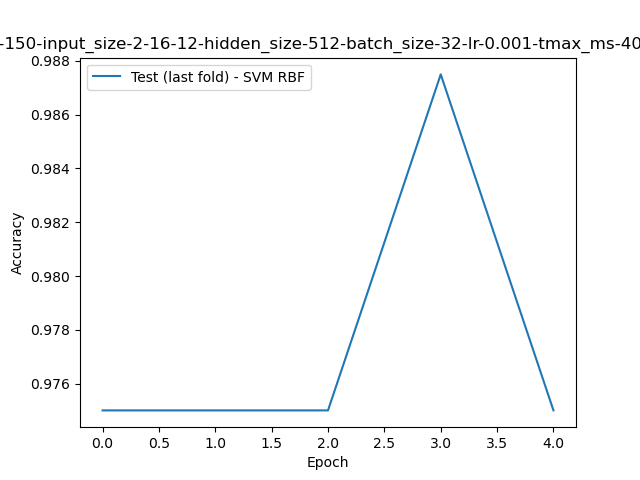 -150-input_size-2-16-12-hidden_size-512-batch_size-32-lr-0.001-tmax_ms-40
Test (last fold) - SVM RBF
0.988
0.986
0.984
0.982
0.980
0.978
0.976
Accuracy
0.0 0.5 1.0 1.5 2.0 2.5 3.0 3.5 4.0
Epoch